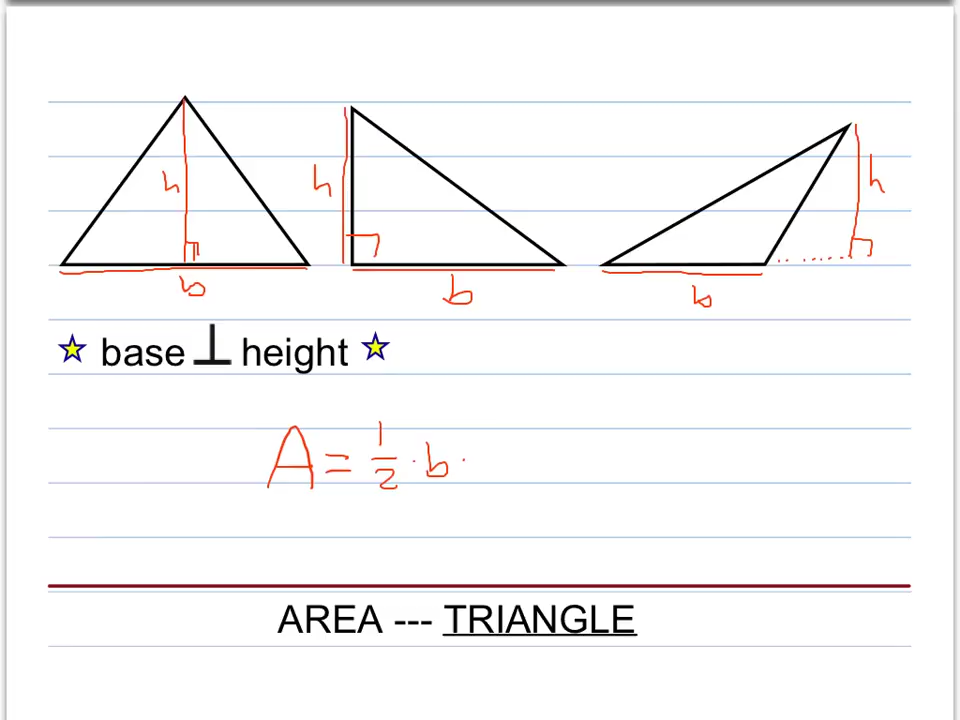 h h h
b b b
base ⊥ height
A = 1/2 · b ·
AREA --- TRIANGLE